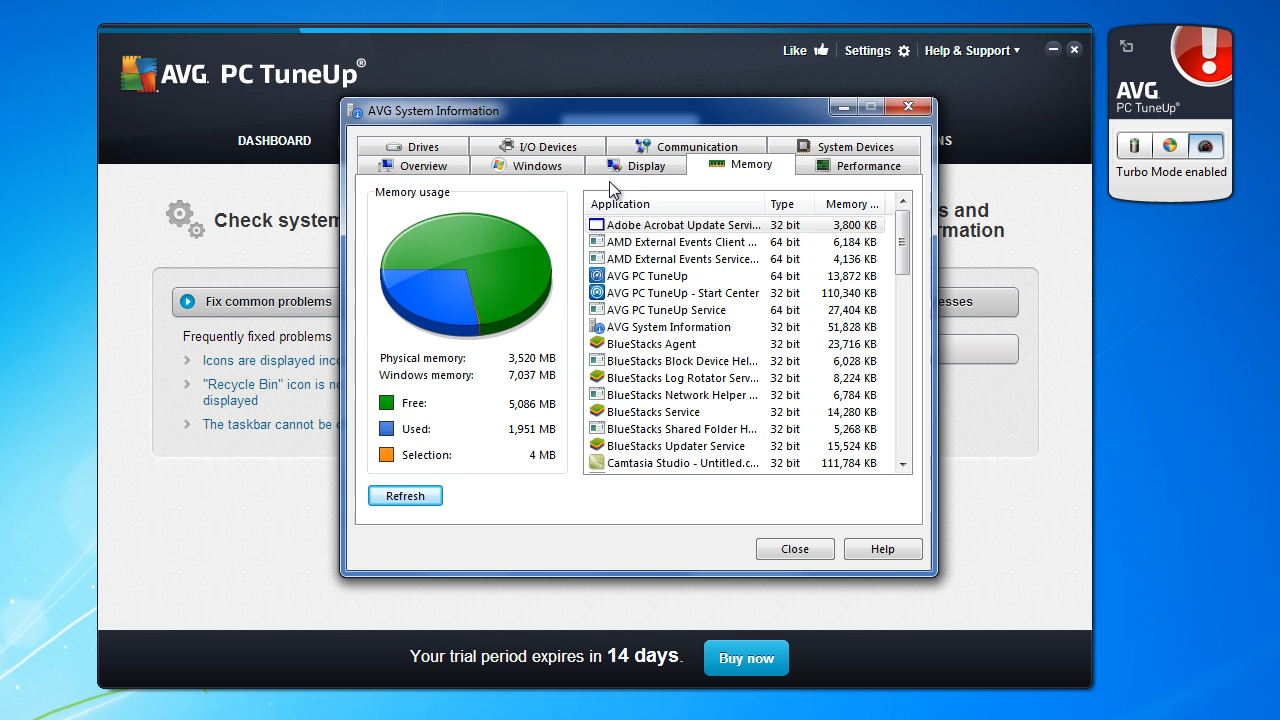 Like
Settings
Help & Support
AVG. PC TuneUp®
DASHBOARD
AVG.
PC TuneUp®
Turbo Mode enabled
AVG System Information
Drives I/O Devices Communication System Devices
Overview Windows Display Memory Performance
Check system
s and
rmation
Fix common problems
esses
Frequently fixed problems
Icons are displayed inc
"Recycle Bin" icon is no
displayed
The taskbar cannot be
Memory usage
Physical memory: 3,520 MB
Windows memory: 7,037 MB
Free: 5,086 MB
Used: 1,951 MB
Selection: 4 MB
Refresh
Application Type Memory ...
Adobe Acrobat Update Servi... 32 bit 3,800 KB
AMD External Events Client ... 64 bit 6,184 KB
AMD External Events Service... 64 bit 4,136 KB
AVG PC TuneUp 64 bit 13,872 KB
AVG PC TuneUp - Start Center 32 bit 110,340 KB
AVG PC TuneUp Service 64 bit 27,404 KB
AVG System Information 32 bit 51,828 KB
BlueStacks Agent 32 bit 23,716 KB
BlueStacks Block Device Hel... 32 bit 6,028 KB
BlueStacks Log Rotator Serv... 32 bit 8,224 KB
BlueStacks Network Helper ... 32 bit 6,784 KB
BlueStacks Service 32 bit 14,280 KB
BlueStacks Shared Folder H... 32 bit 5,268 KB
BlueStacks Updater Service 32 bit 15,524 KB
Camtasia Studio - Untitled.c... 32 bit 111,784 KB
Close
Help
Your trial period expires in 14 days.
Buy now